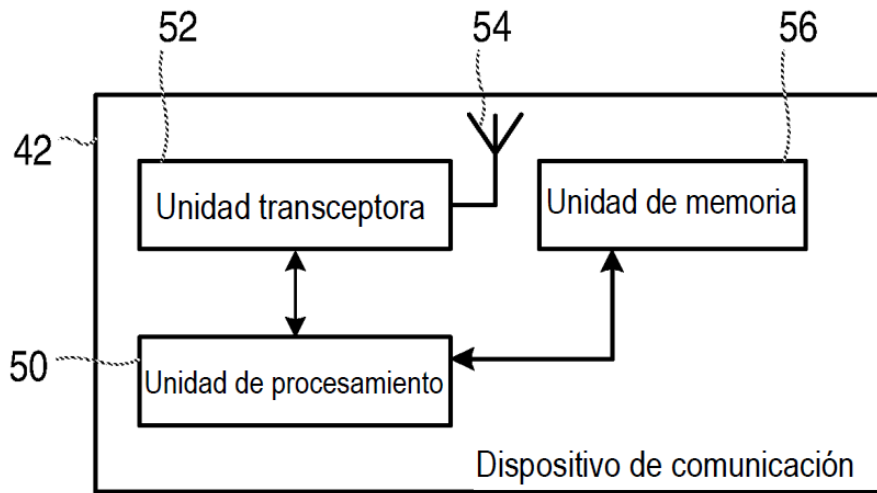 52 54 56
42
Unidad transceptora
Unidad de memoria
50
Unidad de procesamiento
Dispositivo de comunicación